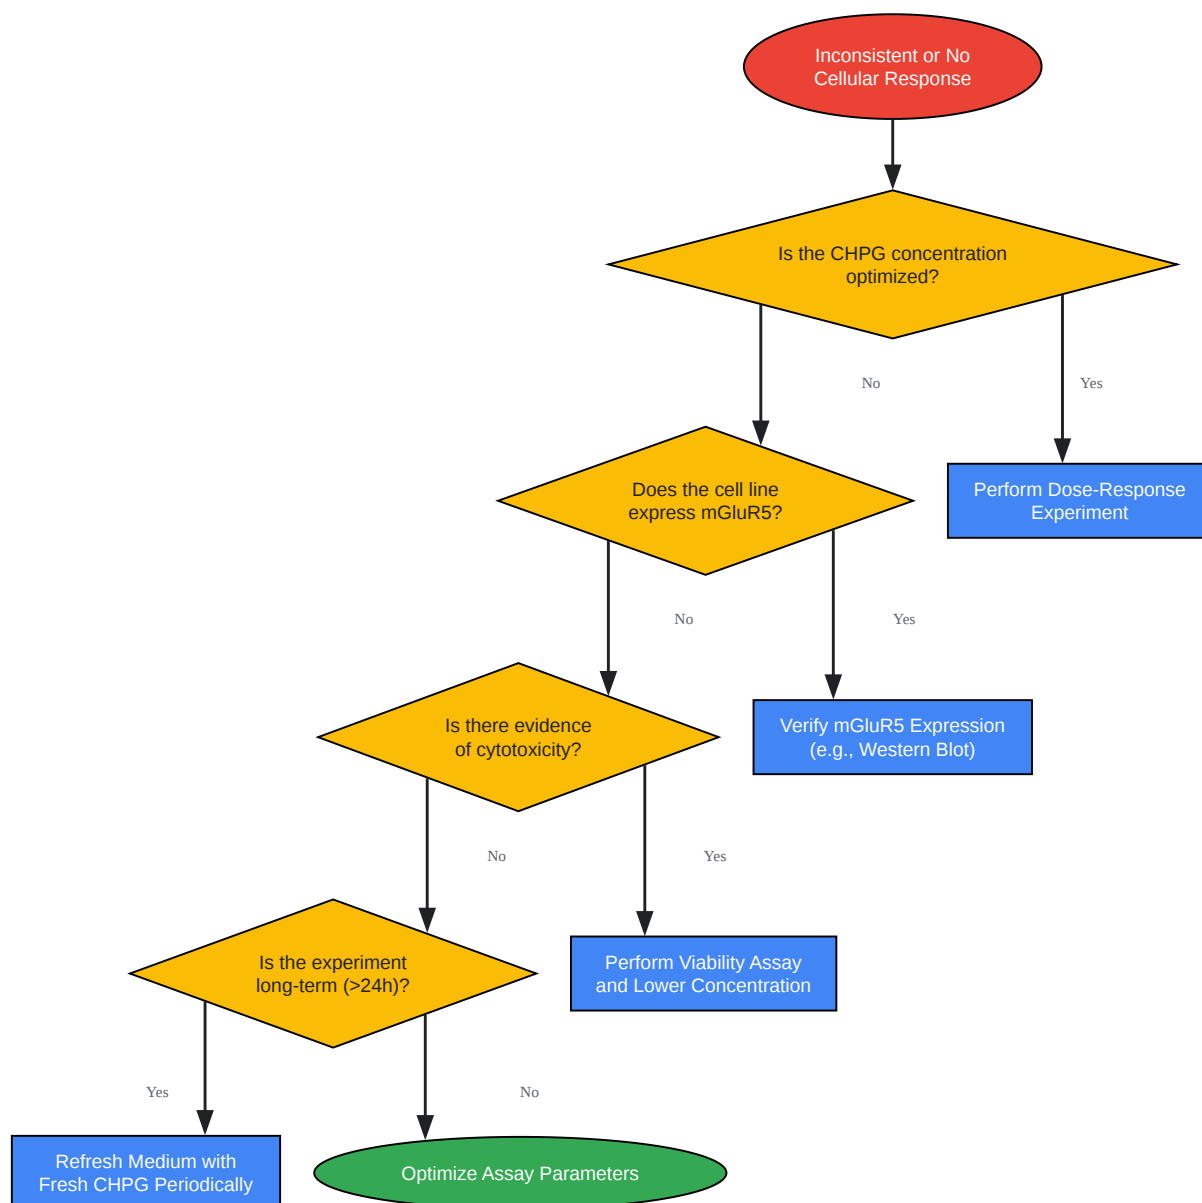 Inconsistent or No
Cellular Response
Is the CHPG concentration
optimized?
No
Yes
Does the cell line
express mGluR5?
Perform Dose-Response
Experiment
No
Yes
Is there evidence
of cytotoxicity?
Verify mGluR5 Expression
(e.g., Western Blot)
No
Yes
Is the experiment
long-term (>24h)?
Perform Viability Assay
and Lower Concentration
Yes
No
Refresh Medium with
Fresh CHPG Periodically
Optimize Assay Parameters